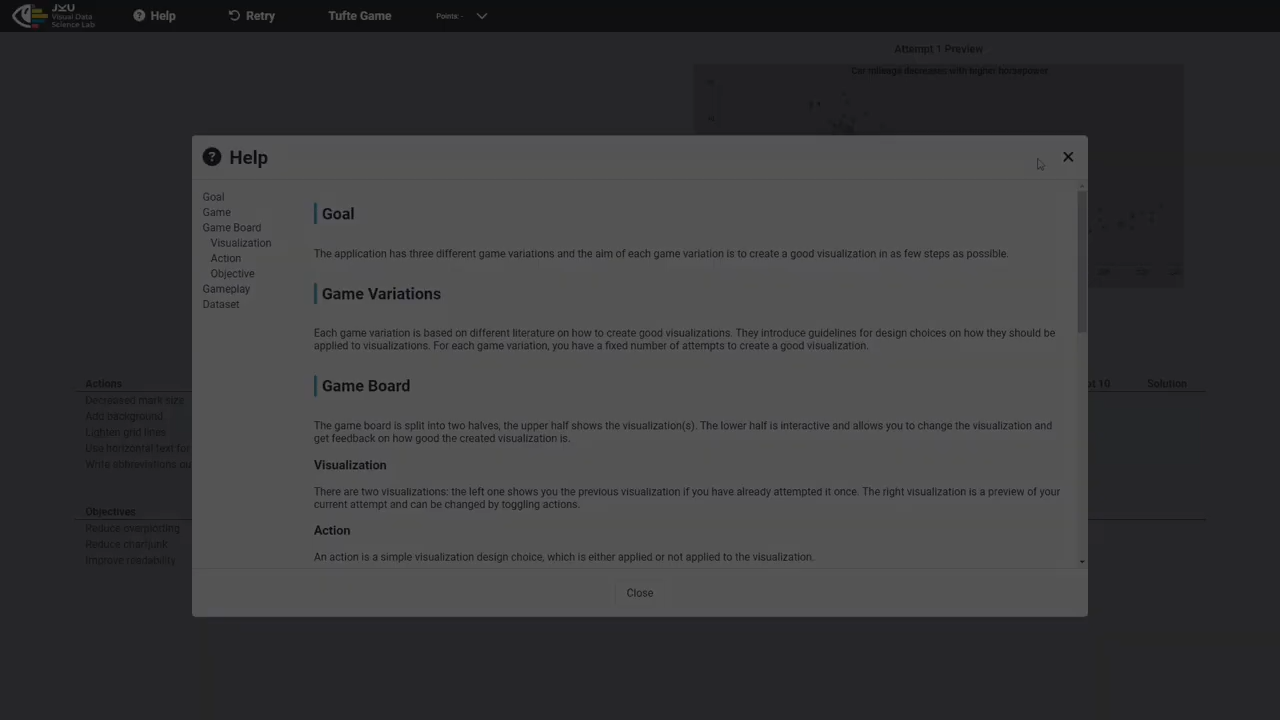 JKU
Visual Data
Science Lab
Help
Retry
Tufte Game
Points: -
Attempt 1 Preview
Car mileage decreases with higher horsepower
Help
Goal
Game
Game Board
Visualization
Action
Objective
Gameplay
Dataset
Goal
The application has three different game variations and the aim of each game variation is to create a good visualization in as few steps as possible.
Game Variations
Each game variation is based on different literature on how to create good visualizations. They introduce guidelines for design choices on how they should be
applied to visualizations. For each game variation, you have a fixed number of attempts to create a good visualization.
Game Board
The game board is split into two halves, the upper half shows the visualization(s). The lower half is interactive and allows you to change the visualization and
get feedback on how good the created visualization is.
Visualization
There are two visualizations: the left one shows you the previous visualization if you have already attempted it once. The right visualization is a preview of your
current attempt and can be changed by toggling actions.
Action
An action is a simple visualization design choice, which is either applied or not applied to the visualization.
Close
Actions
Decreased mark size
Add background
Lighten grid lines
Use horizontal text for
Write abbreviations ou
10
Solution
Objectives
Reduce overplotting
Reduce chartjunk
Improve readability